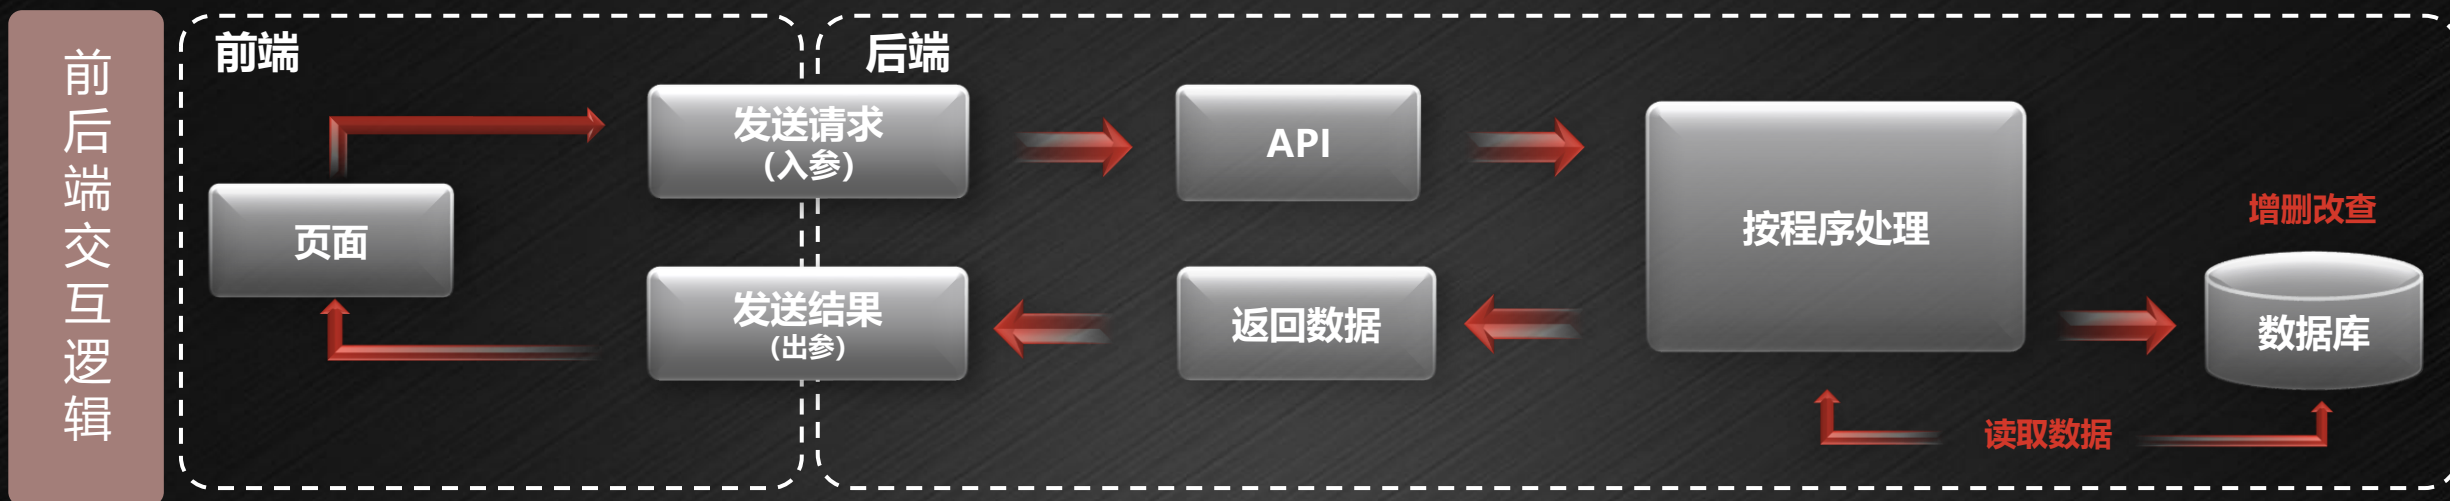 前后端交互逻辑
前端
后端
发送请求
(入参)
API
按程序处理
增删改查
页面
发送结果
(出参)
返回数据
数据库
读取数据